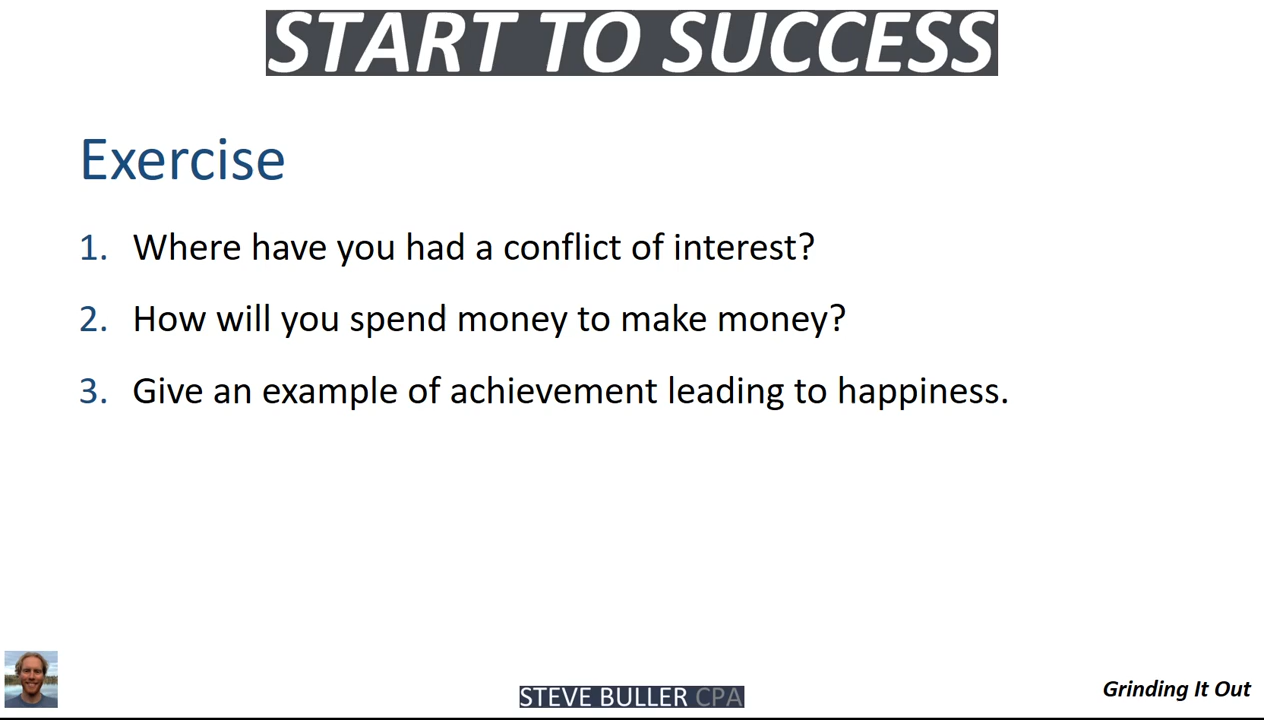 START TO SUCCESS
Exercise
1. Where have you had a conflict of interest?
2. How will you spend money to make money?
3. Give an example of achievement leading to happiness.
STEVE BULLER CPA
Grinding It Out